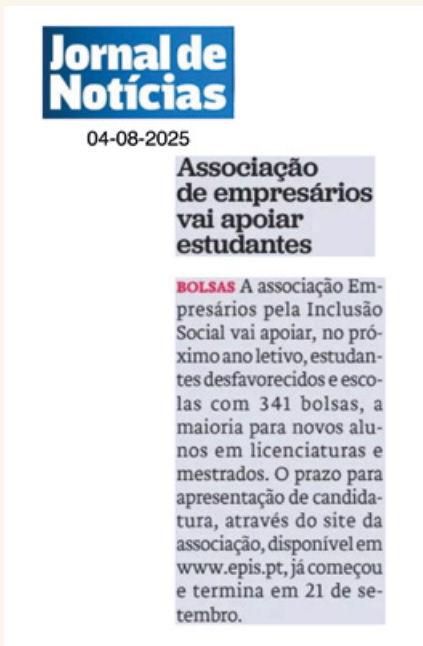 Jornal de
Notícias
04-08-2025
Associação
de empresários
vai apoiar
estudantes
BOLSAS A associação Em-
presários pela Inclusão
Social vai apoiar, no pró-
ximo ano letivo, estudan-
tes desfavorecidos e esco-
las com 341 bolsas, a
maioria para novos alu-
nos em licenciaturas e
mestrados. O prazo para
apresentação de candida-
tura, através do site da
associação, disponível em
www.epis.pt, já começou
e termina em 21 de se-
tembro.